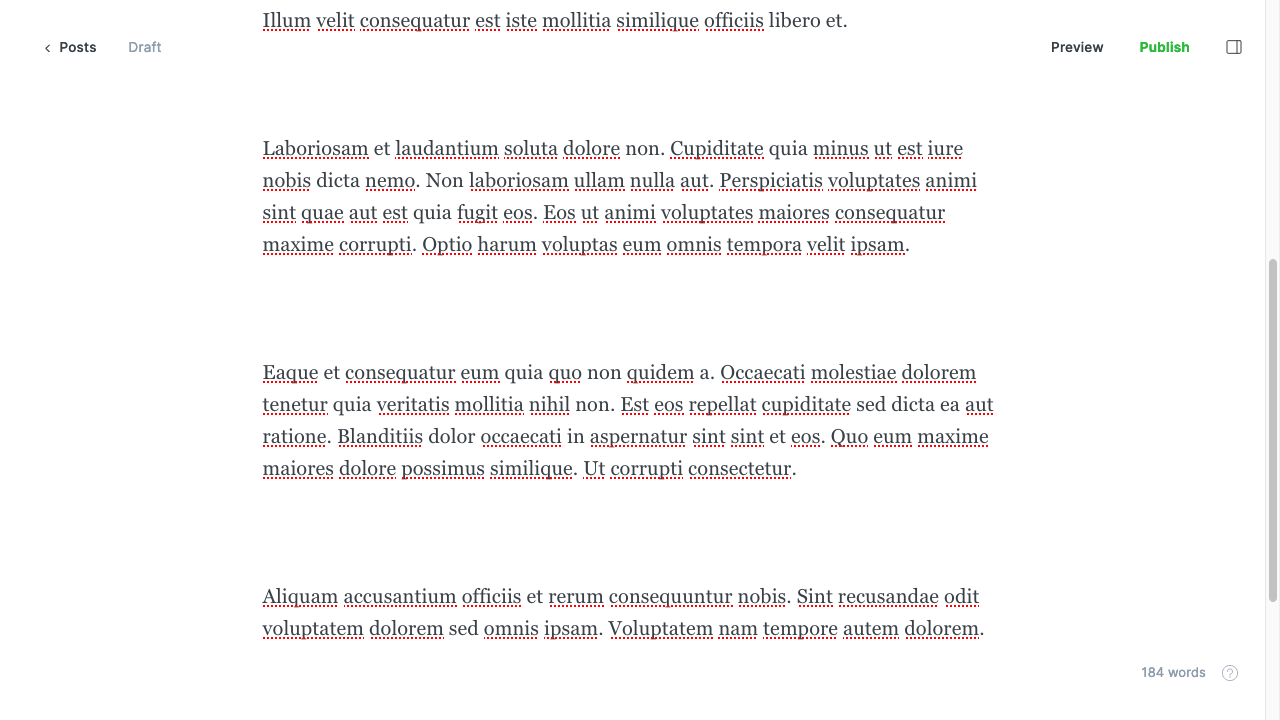 Illum velit consequatur est iste mollitia similique officiis libero et.
Posts
Draft
Preview
Publish
Laboriosam et laudantium soluta dolore non. Cupiditate quia minus ut est iure
nobis dicta nemo. Non laboriosam ullam nulla aut. Perspiciatis voluptates animi
sint quae aut est quia fugit eos. Eos ut animi voluptates maiores consequatur
maxime corrupti. Optio harum voluptas eum omnis tempora velit ipsam.
Eaque et consequatur eum quia quo non quidem a. Occaecati molestiae dolorem
tenetur quia veritatis mollitia nihil non. Est eos repellat cupiditate sed dicta ea aut
ratione. Blanditiis dolor occaecati in aspernatur sint sint et eos. Quo eum maxime
maiores dolore possimus similique. Ut corrupti consectetur.
Aliquam accusantium officiis et rerum consequuntur nobis. Sint recusandae odit
voluptatem dolorem sed omnis ipsam. Voluptatem nam tempore autem dolorem.
184 words
?